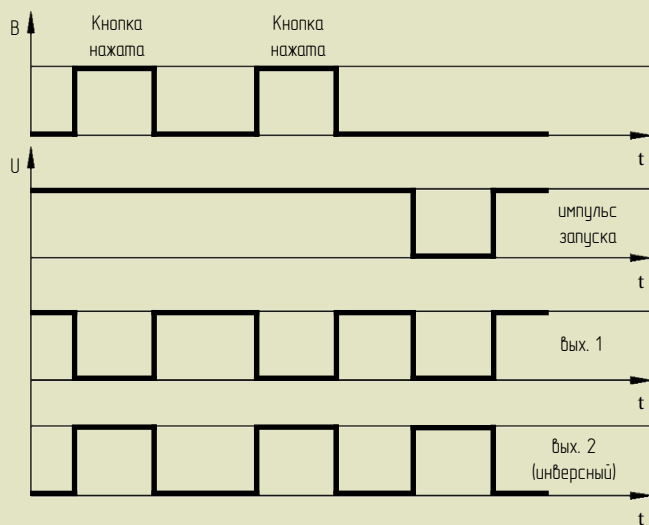 B
Кнопка
нажата
Кнопка
нажата
t
U
импульс
запуска
t
вых. 1
t
вых. 2
(инверсный)
t